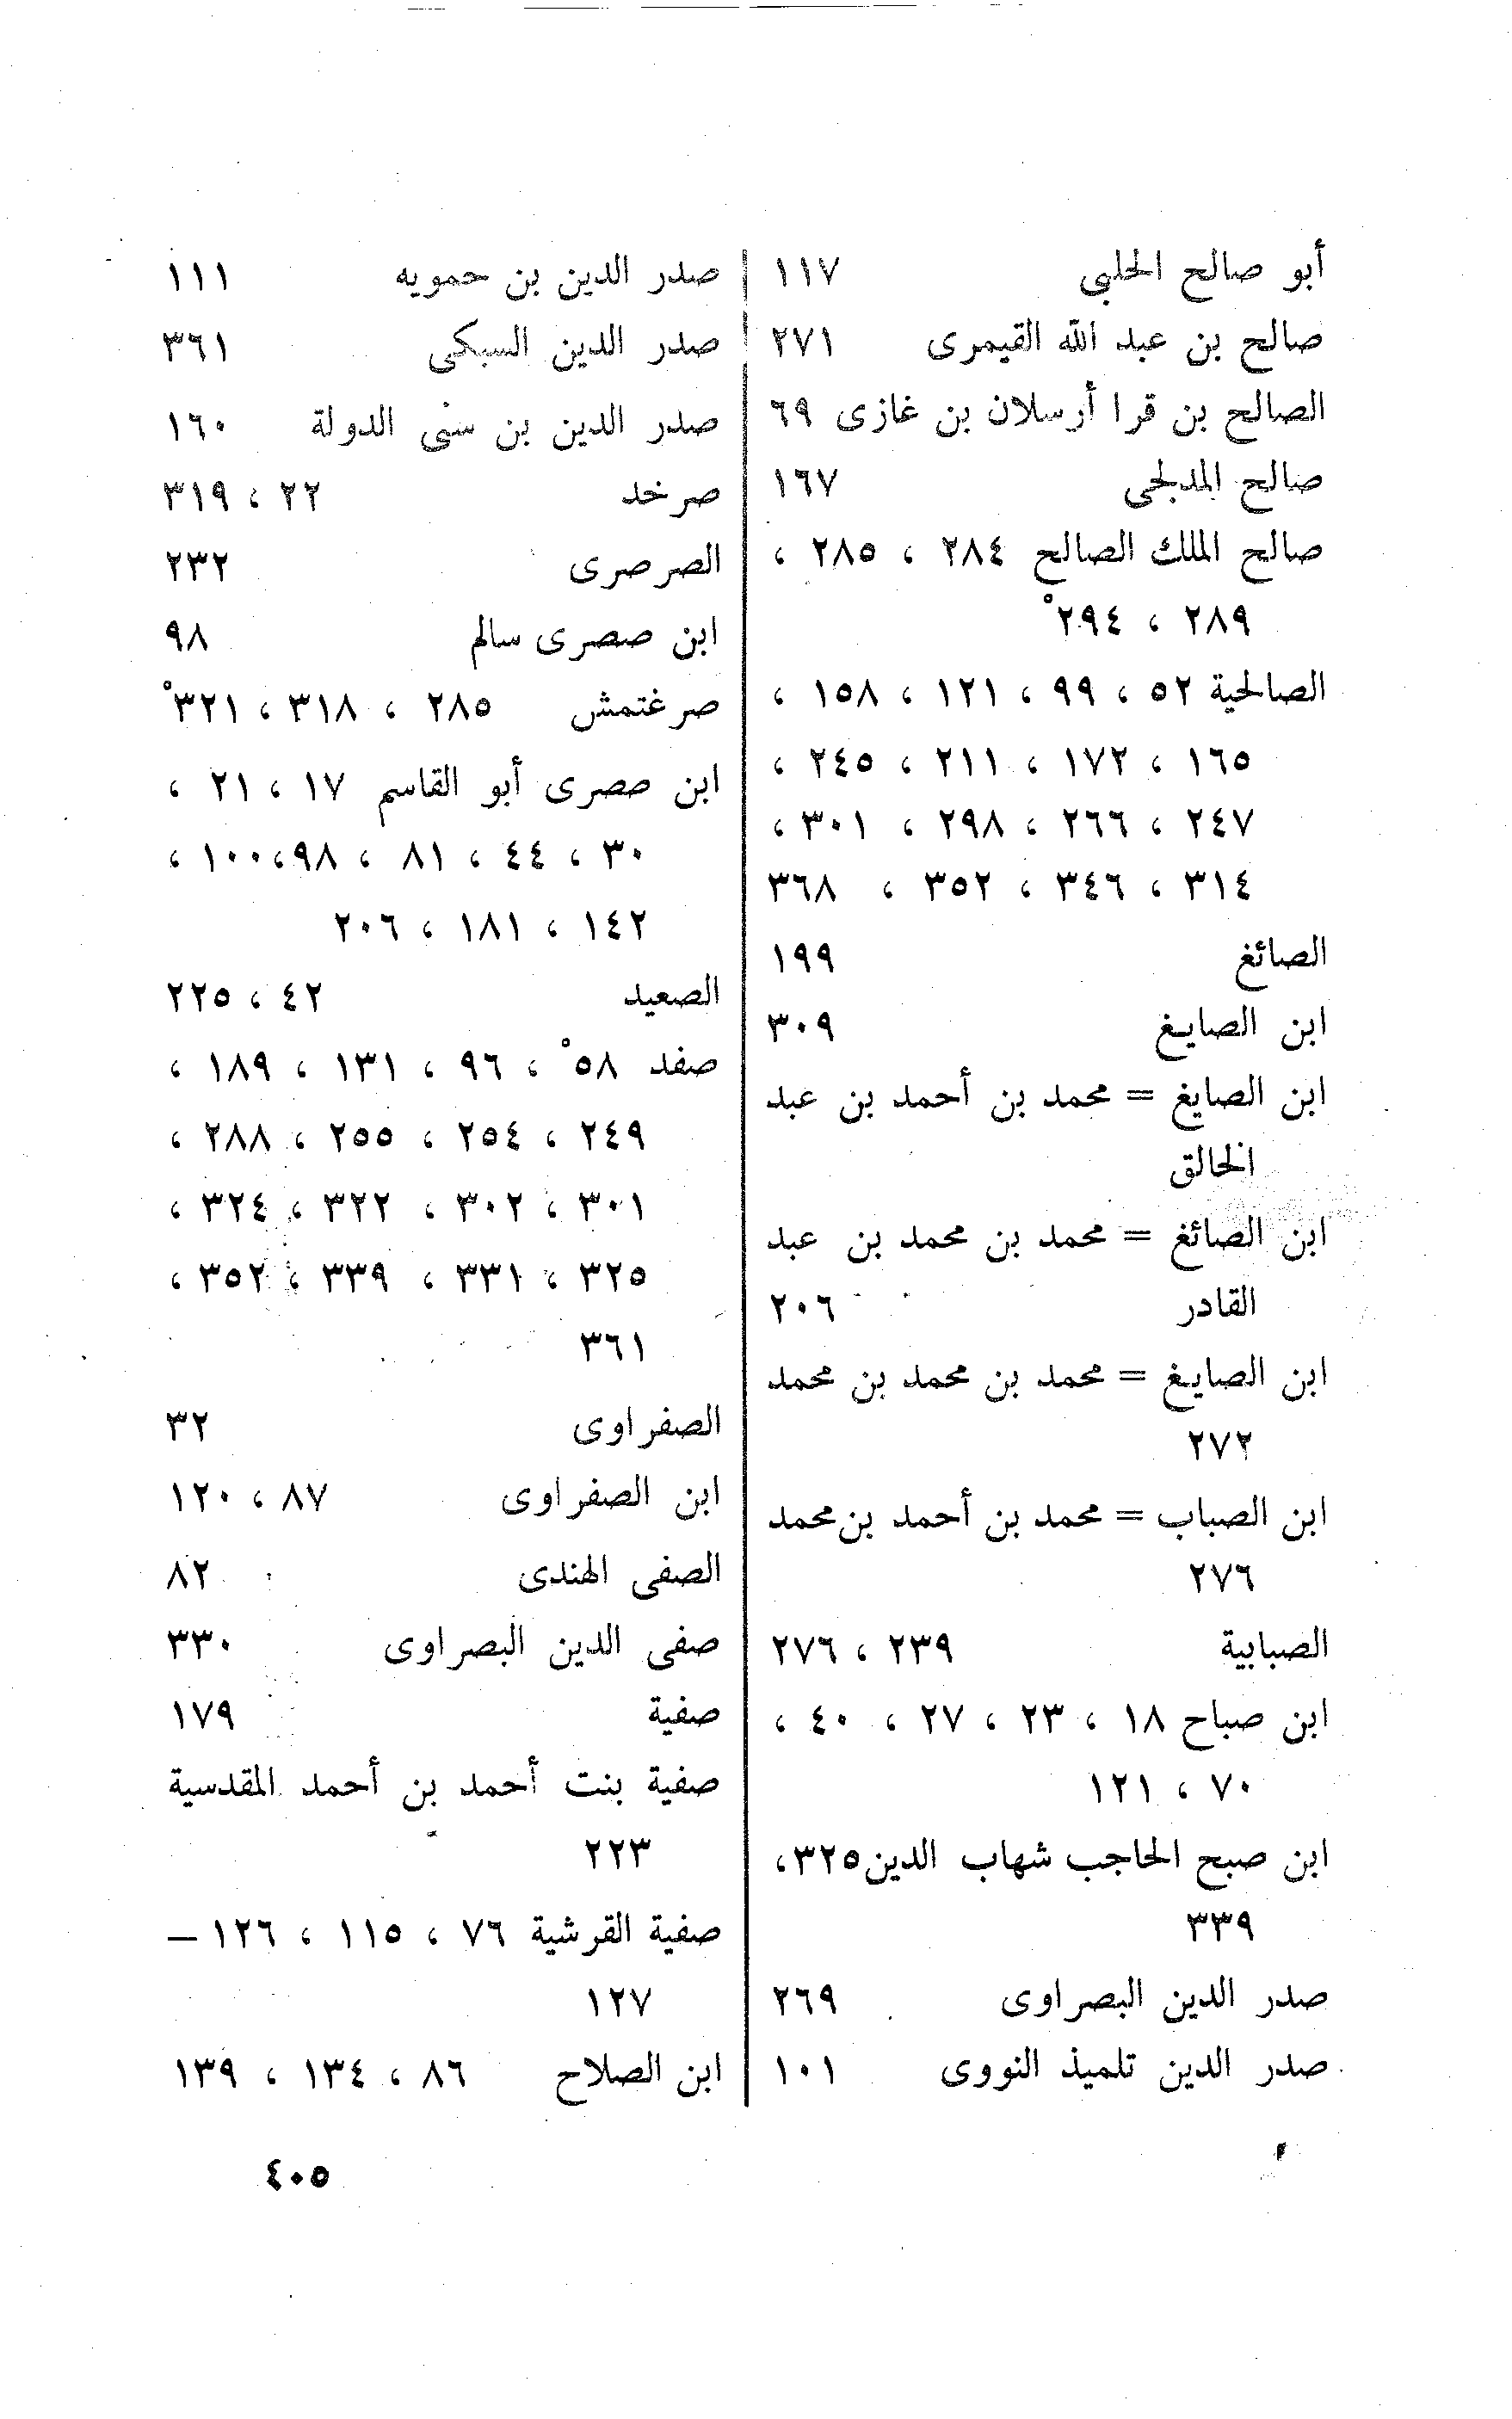 أبو صالح الحلبي ١١٧
صالح بن عبد الله القيمرى ٢٧١
الصالح بن قرا أرسلان بن غازى ٦٩
صالح المدلجى ١٦٧
صالح الملك الصالح ٢٨٤ ، ٢٨٥ ،
٢٨٩ ، ٢٩٤ْ
الصالحية ٥٢ ، ٩٩ ، ١٢١ ، ١٥٨ ،
١٦٥ ، ١٧٢ ، ٢١١ ، ٢٤٥ ،
٢٤٧ ، ٢٦٦ ، ٢٩٨ ، ٣٠١ ،
٣١٤ ، ٣٤٦ ، ٣٥٢ ، ٣٦٨
الصائغ ١٩٩
ابن الصايغ ٣٠٩
ابن الصايغ = محمد بن أحمد بن عبد
الخالق
ابن الصائغ = محمد بن محمد بن عبد
القادر ٢٠٦
ابن الصايغ = محمد بن محمد بن محمد
٢٧٢
ابن الصباب = محمد بن أحمد بن محمد
٢٧٦
الصبابية ٢٣٩ ، ٢٧٦
ابن صباح ١٨ ، ٢٣ ، ٢٧ ، ٤٠ ،
٧٠ ، ١٢١
ابن صبح الحاجب شهاب الدين ٣٢٥ ،
٣٣٩
صدر الدين البصراوى ٢٦٩
صدر الدين تلميذ النووى ١٠١
صدر الدين بن حمويه ١١١
صدر الدين السبكى ٣٦١
صدر الدين بن سنى الدولة ١٦٠
صرخد ٢٢ ، ٣١٩
الصرصرى ٢٣٢
ابن صصرى سالم ٩٨
صرغتمش ٢٨٥ ، ٣١٨ ، ٣٢١ْ
ابن صصرى أبو القاسم ١٧ ، ٢١ ،
٣٠ ، ٤٤ ، ٨١ ، ٩٨ ، ١٠٠ ،
١٤٢ ، ١٨١ ، ٢٠٦
الصعيد ٤٢ ، ٢٢٥
صفد ٥٨ْ ، ٩٦ ، ١٣١ ، ١٨٩ ،
٢٤٩ ، ٢٥٤ ، ٢٥٥ ، ٢٨٨ ،
٣٠١ ، ٣٠٢ ، ٣٢٢ ، ٣٢٤ ،
٣٢٥ ، ٣٣١ ، ٣٣٩ ، ٣٥٢ ،
٣٦١
الصفراوى ٣٢
ابن الصفراوى ٨٧ ، ١٢٠
الصفى الهندى ٨٢
صفى الدين البصراوى ٣٣٠
صفية ١٧٩
صفية بنت أحمد بن أحمد المقدسية
٢٢٣
صفية القرشية ٧٦ ، ١١٥ ، ١٢٦ –
١٢٧
ابن الصلاح ٨٦ ، ١٣٤ ، ١٣٩
٤٠٥